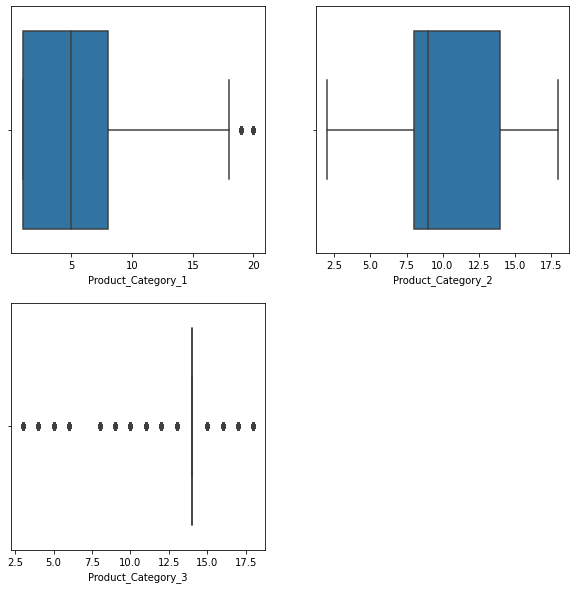 5 10 15 20
Product_Category_1
2.5 5.0 7.5 10.0 12.5 15.0 17.5
Product_Category_2
2.5 5.0 7.5 10.0 12.5 15.0 17.5
Product_Category_3